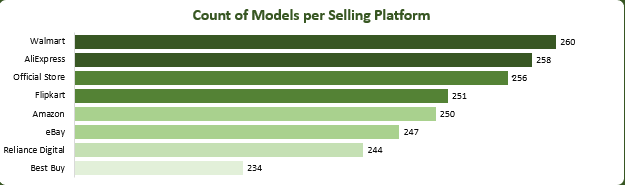 Count of Models per Selling Platform
Walmart 260
AliExpress 258
Official Store 256
Flipkart 251
Amazon 250
eBay 247
Reliance Digital 244
Best Buy 234